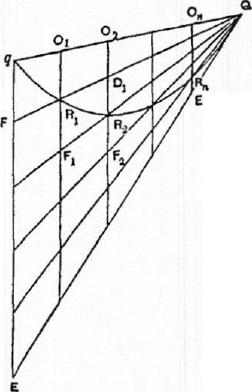 Q
O₁ O₂ Oₙ
q
D₁
F R₁ R₂ Rₙ
E
F₁ F₂
E